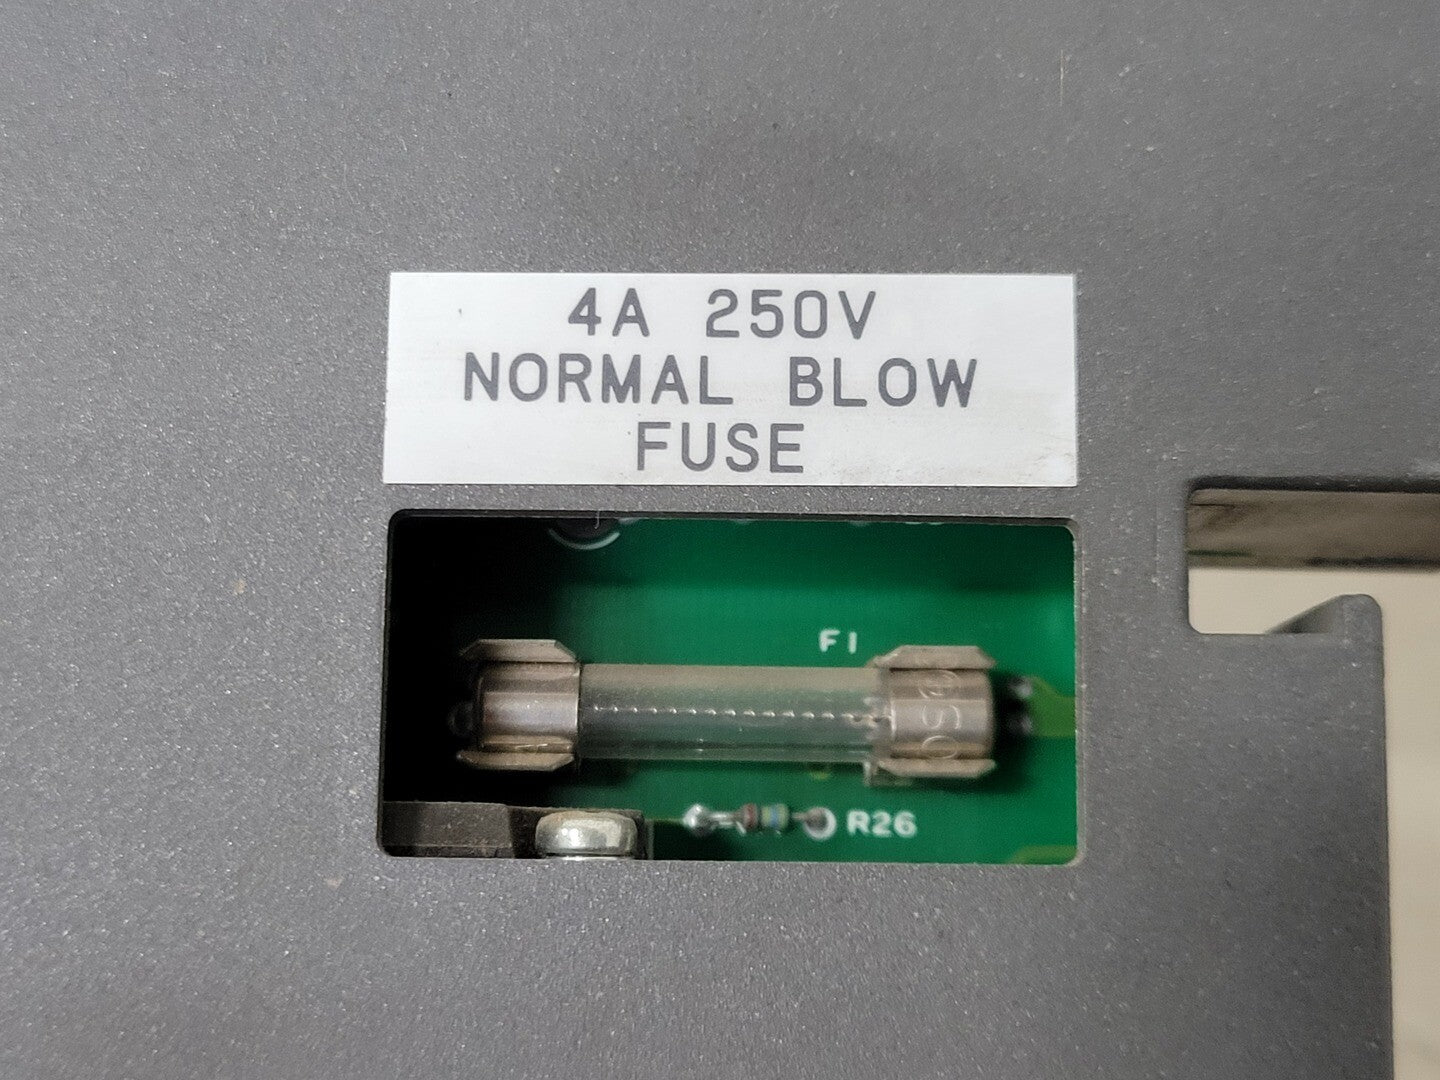 4A 250V
NORMAL BLOW
FUSE
F1
R26